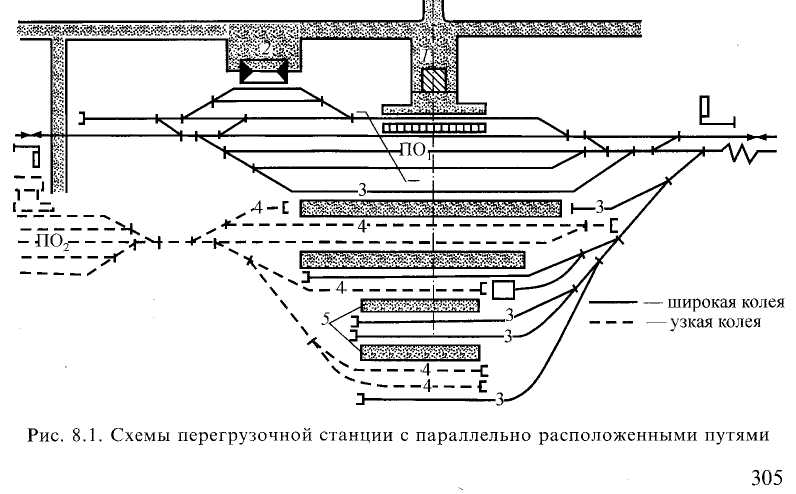 2
1
ПО₁
3
4
3
4
ПО₂
4
5
3
3
— широкая колея
— узкая колея
4
4
3
Рис. 8.1. Схемы перегрузочной станции с параллельно расположенными путями
305